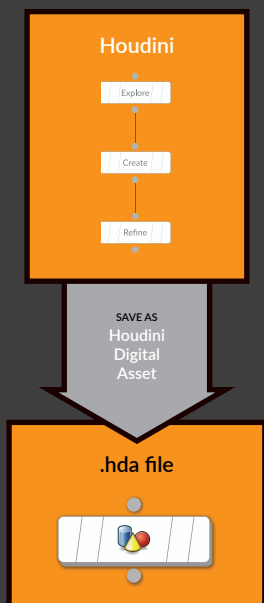 Houdini
Explore
Create
Refine
SAVE AS
Houdini
Digital
Asset
.hda file